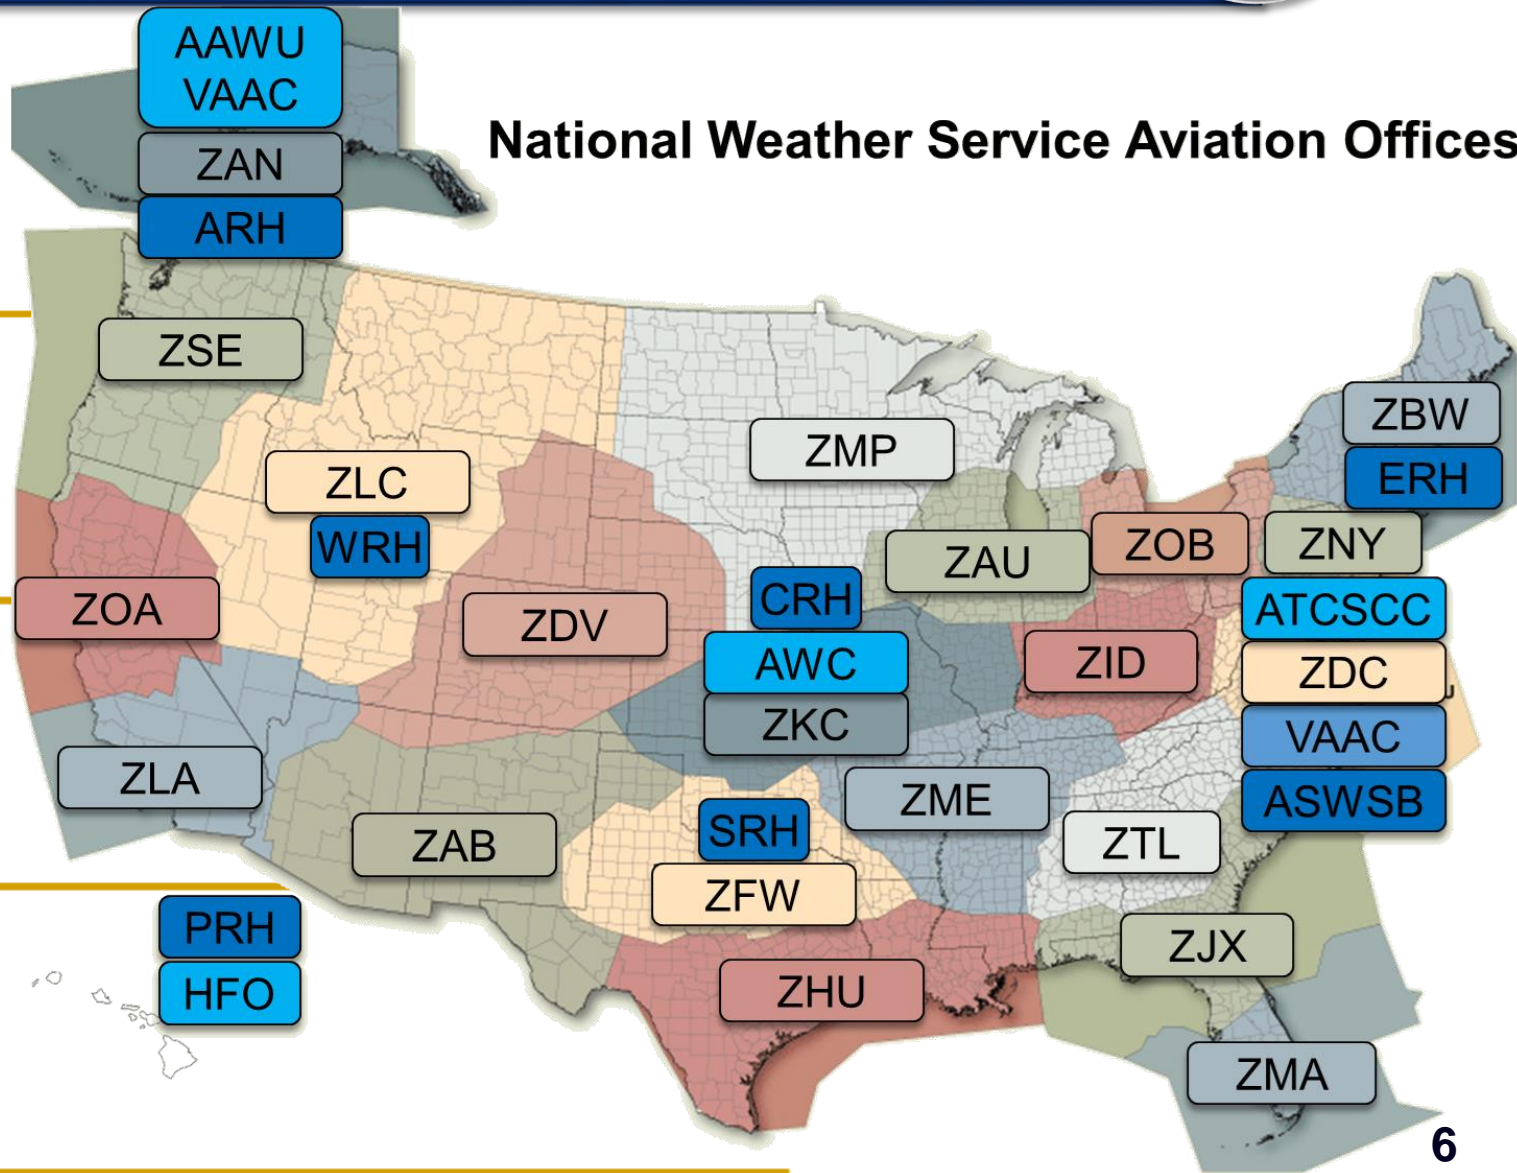 AAWU
VAAC
National Weather Service Aviation Offices
ZAN
ARH
ZSE
ZBW
ZMP
ZLC
ERH
WRH
ZAU
ZOB
ZNY
CRH
ATCSCC
ZOA
ZDV
AWC
ZID
ZDC
ZKC
VAAC
ZLA
ZME
ASWSB
SRH
ZAB
ZTL
ZFW
PRH
ZJX
HFO
ZHU
ZMA
6